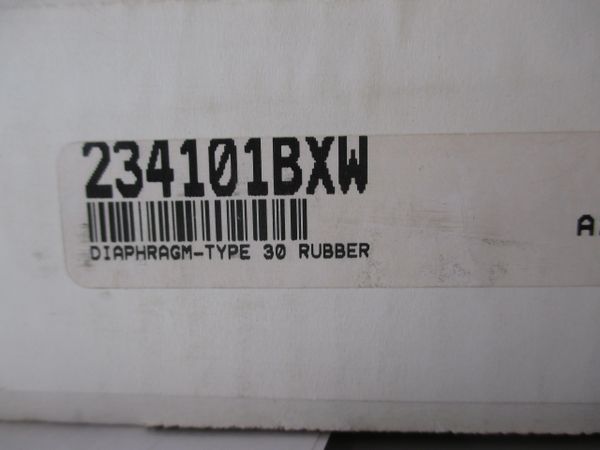 234101BXW
DIAPHRAGM-TYPE 30 RUBBER
A